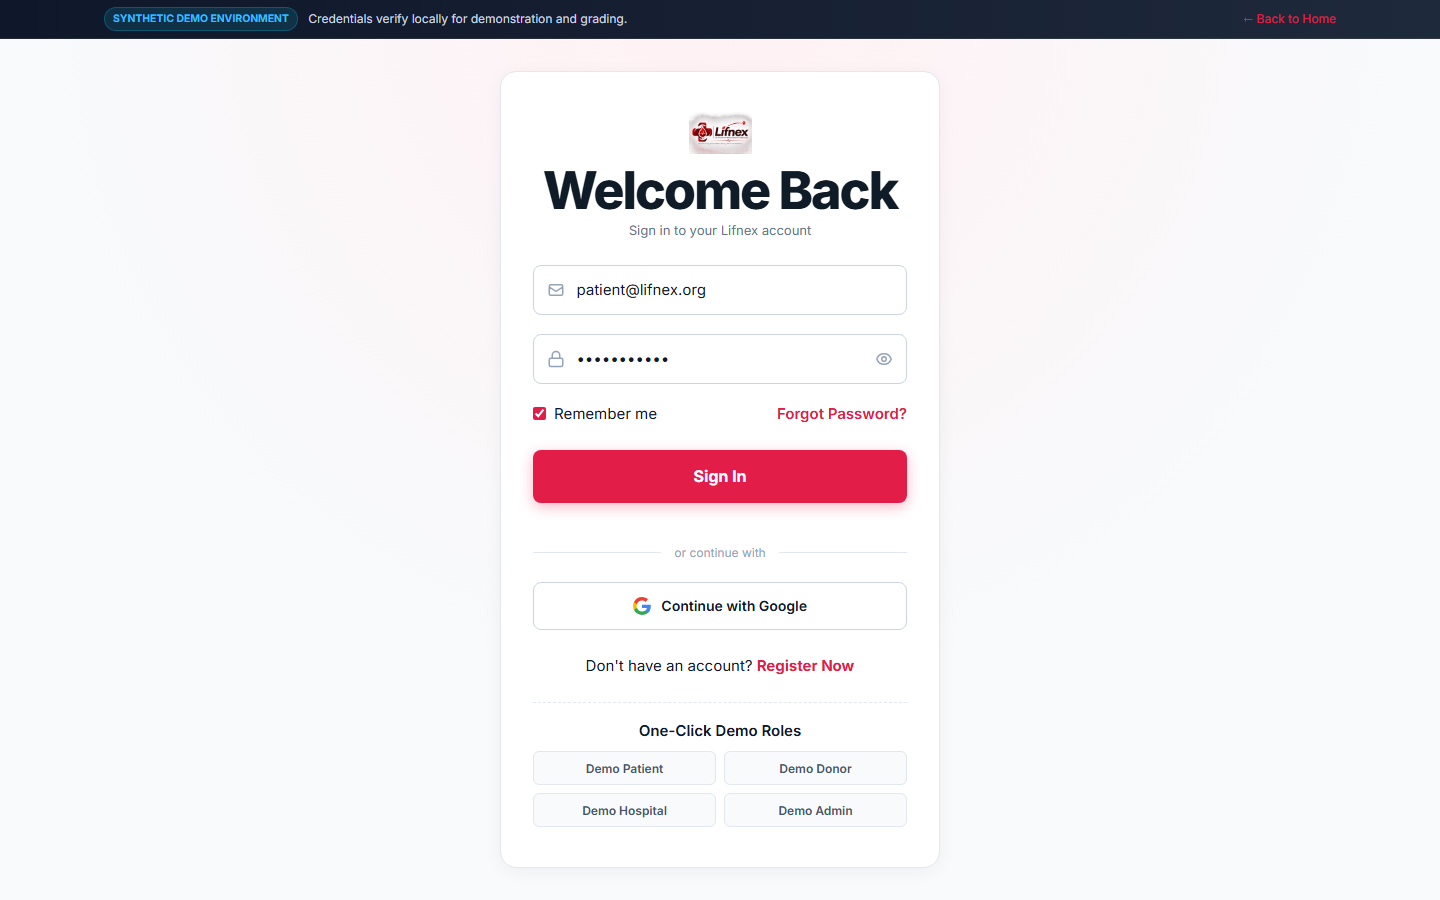 SYNTHETIC DEMO ENVIRONMENT Credentials verify locally for demonstration and grading. ← Back to Home
Lifnex
Welcome Back
Sign in to your Lifnex account
patient@lifnex.org
•••••••••••
Remember me Forgot Password?
Sign In
or continue with
Continue with Google
Don't have an account? Register Now
One-Click Demo Roles
Demo Patient Demo Donor
Demo Hospital Demo Admin